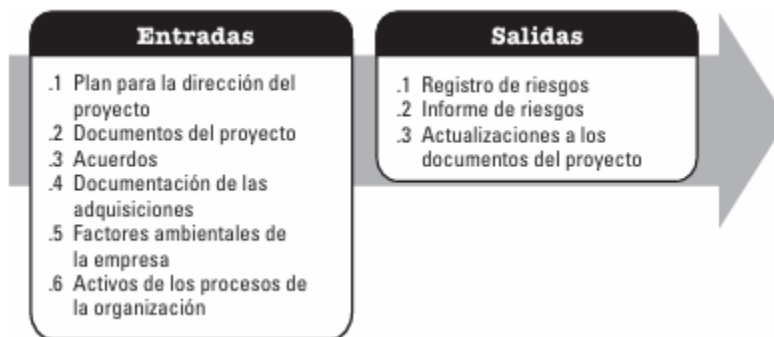 Entradas
.1 Plan para la dirección del
proyecto
.2 Documentos del proyecto
.3 Acuerdos
.4 Documentación de las
adquisiciones
.5 Factores ambientales de
la empresa
.6 Activos de los procesos de
la organización
Salidas
.1 Registro de riesgos
.2 Informe de riesgos
.3 Actualizaciones a los
documentos del proyecto